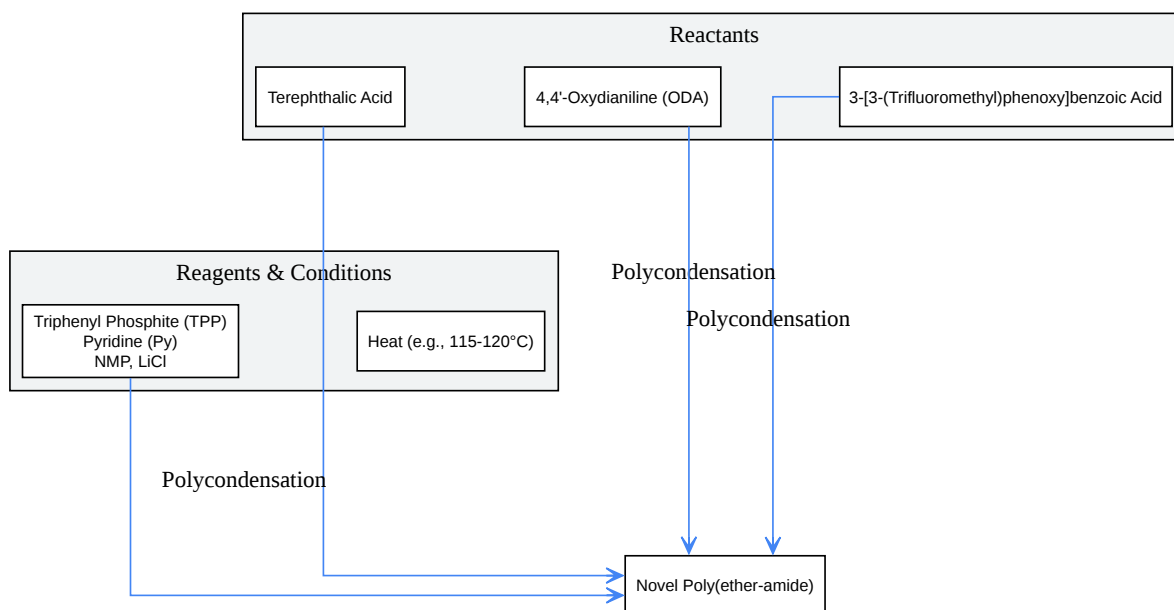 Reactants
Terephthalic Acid
4,4'-Oxydianiline (ODA)
3-[3-(Trifluoromethyl)phenoxy]benzoic Acid
Reagents & Conditions
Triphenyl Phosphite (TPP)
Pyridine (Py)
NMP, LiCl
Heat (e.g., 115-120°C)
Polycondensation
Polycondensation
Polycondensation
Novel Poly(ether-amide)